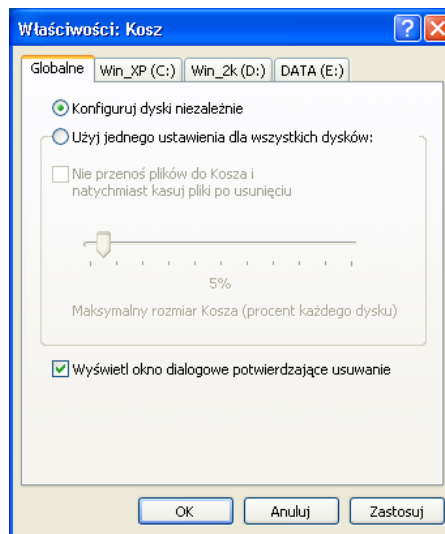 Właściwości: Kosz
Globalne Win_XP (C:) Win_2k (D:) DATA (E:)
Konfiguruj dyski niezależnie
Użyj jednego ustawienia dla wszystkich dysków:
Nie przenoś plików do Kosza i
natychmiast kasuj pliki po usunięciu
5%
Maksymalny rozmiar Kosza (procent każdego dysku)
Wyświetl okno dialogowe potwierdzające usuwanie
OK Anuluj Zastosuj